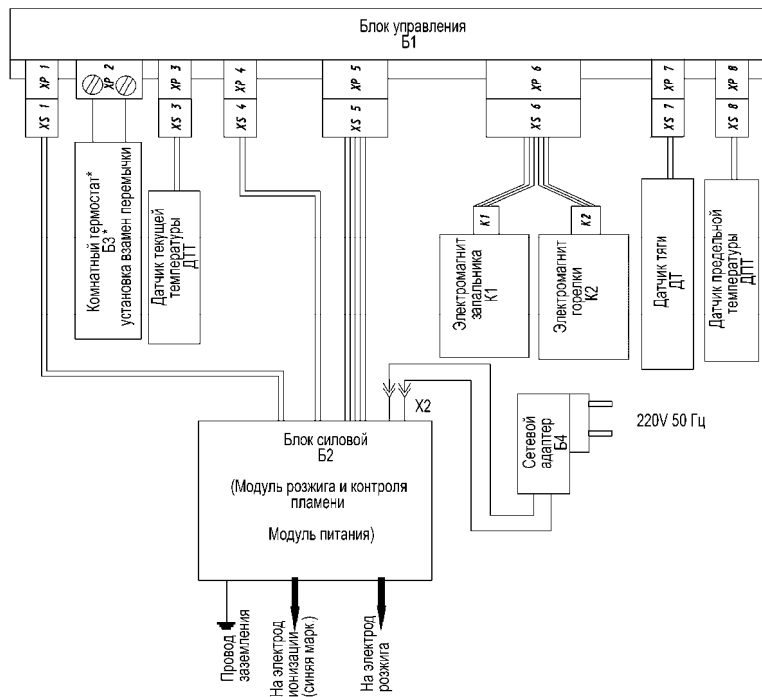 Блок управления
Б1
XP 1
XP 2
XP 3
XP 4
XP 5
XP 6
XP 7
XP 8
XS 1
XS 3
XS 4
XS 5
XS 6
XS 7
XS 8
Комнатный термостат*
Б3*
установка взамен перемычки
Датчик текущей
температуры
ДТТ
К1
Электромагнит
запальника
К1
К2
Электромагнит
горелки
К2
Датчик тяги
ДТ
Датчик предельной
температуры
ДПТ
X2
Сетевой
адаптер
Б4
220V 50 Гц
Блок силовой
Б2
(Модуль розжига и контроля
пламени
Модуль питания)
Провод
заземления
На электрод
ионизации
(синяя марк )
На электрод
розжига